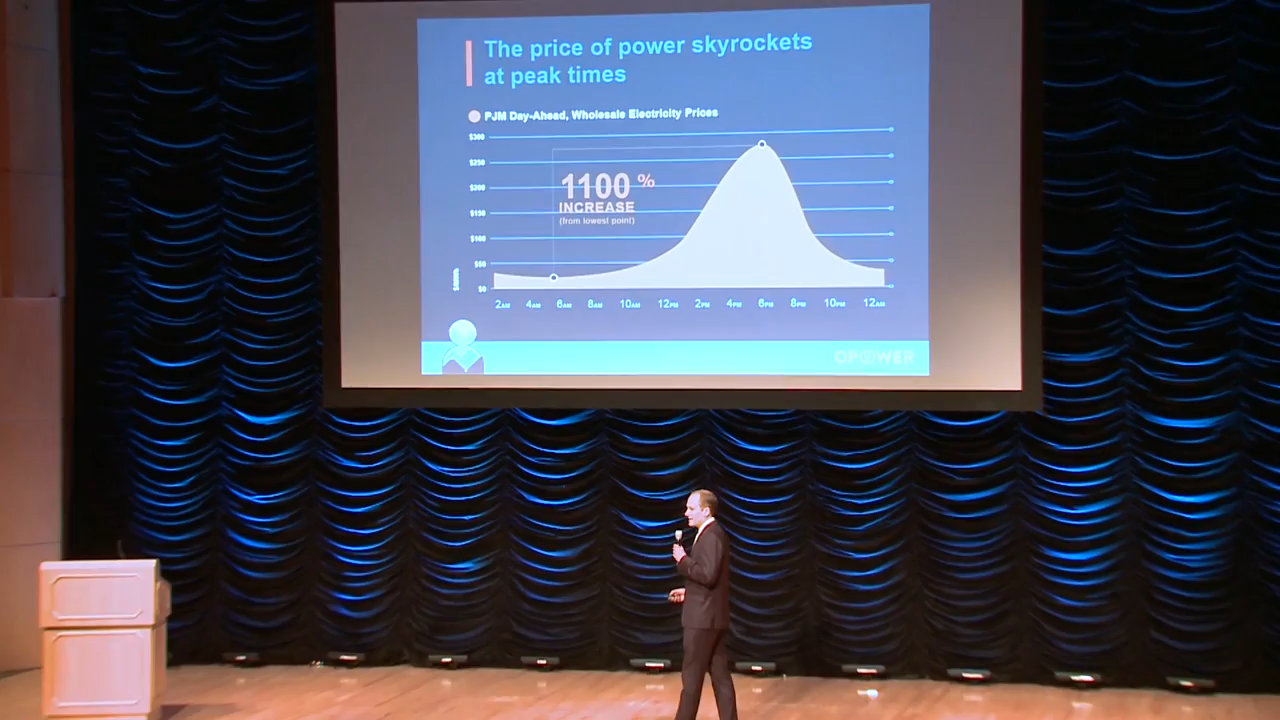 The price of power skyrockets
at peak times
PJM Day-Ahead, Wholesale Electricity Prices
$300
$250
$200
$150
$100
$50
$0
1100 %
INCREASE
(from lowest point)
2AM 4AM 6AM 8AM 10AM 12PM 2PM 4PM 6PM 8PM 10PM 12AM
OPOWER